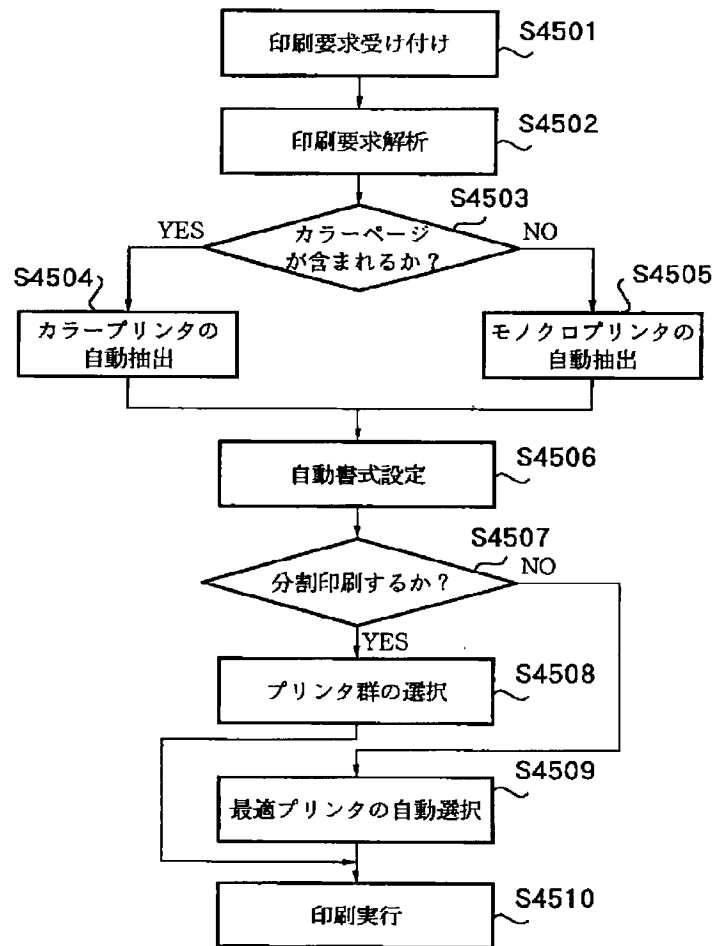 印刷要求受け付け
S4501
印刷要求解析
S4502
S4503
カラーページ
が含まれるか？
YES
NO
S4504
カラープリンタの
自動抽出
S4505
モノクロプリンタの
自動抽出
自動書式設定
S4506
S4507
分割印刷するか？
NO
YES
プリンタ群の選択
S4508
最適プリンタの自動選択
S4509
印刷実行
S4510